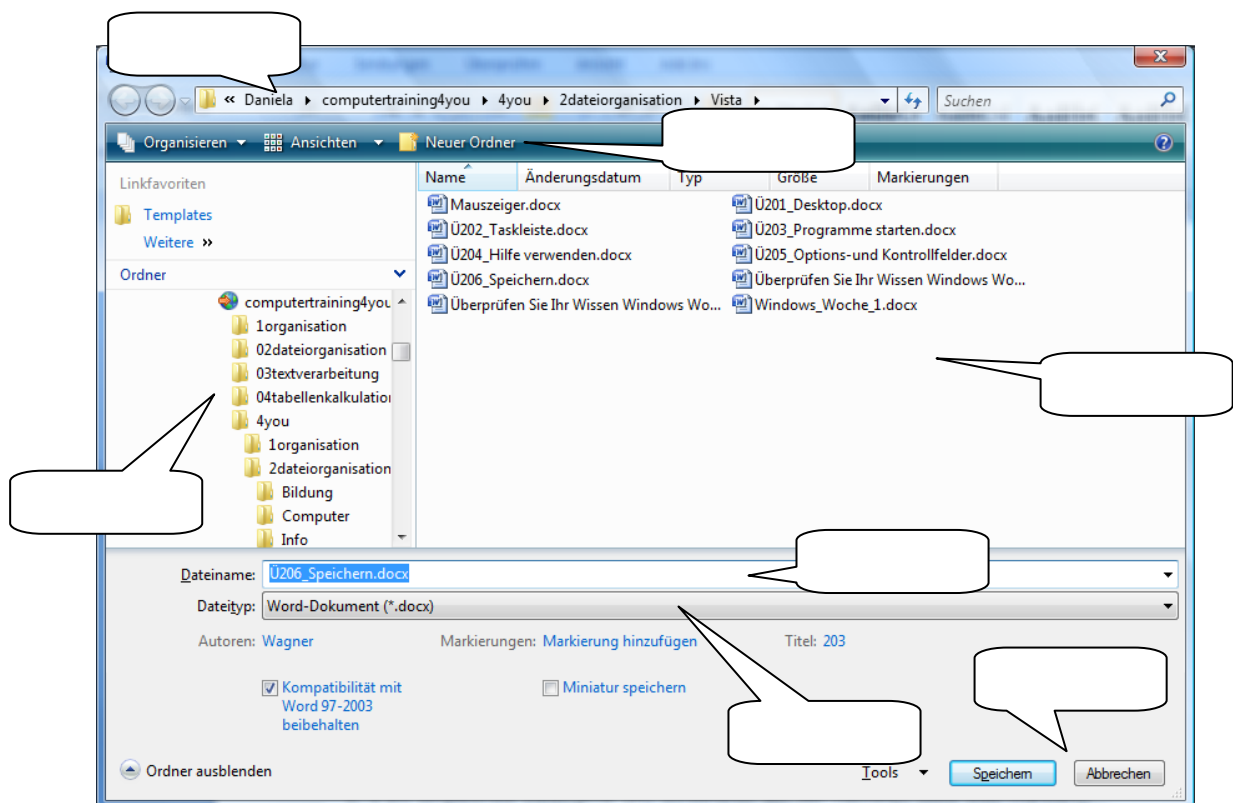 « Daniela ▸ computertraining4you ▸ 4you ▸ 2dateiorganisation ▸ Vista ▸
Suchen
Organisieren
Ansichten
Neuer Ordner
Linkfavoriten
Templates
Weitere »
Ordner
computertraining4you
1organisation
02dateiorganisation
03textverarbeitung
04tabellenkalkulation
4you
1organisation
2dateiorganisation
Bildung
Computer
Info
Name Änderungsdatum Typ Größe Markierungen
Mauszeiger.docx Ü201_Desktop.docx
Ü202_Taskleiste.docx Ü203_Programme starten.docx
Ü204_Hilfe verwenden.docx Ü205_Options-und Kontrollfelder.docx
Ü206_Speichern.docx Überprüfen Sie Ihr Wissen Windows Wo...
Überprüfen Sie Ihr Wissen Windows Wo... Windows_Woche_1.docx
Dateiname: Ü206_Speichern.docx
Dateityp: Word-Dokument (*.docx)
Autoren: Wagner Markierungen: Markierung hinzufügen Titel: 203
Kompatibilität mit
Word 97-2003
beibehalten
Miniatur speichern
Ordner ausblenden
Tools
Speichern
Abbrechen